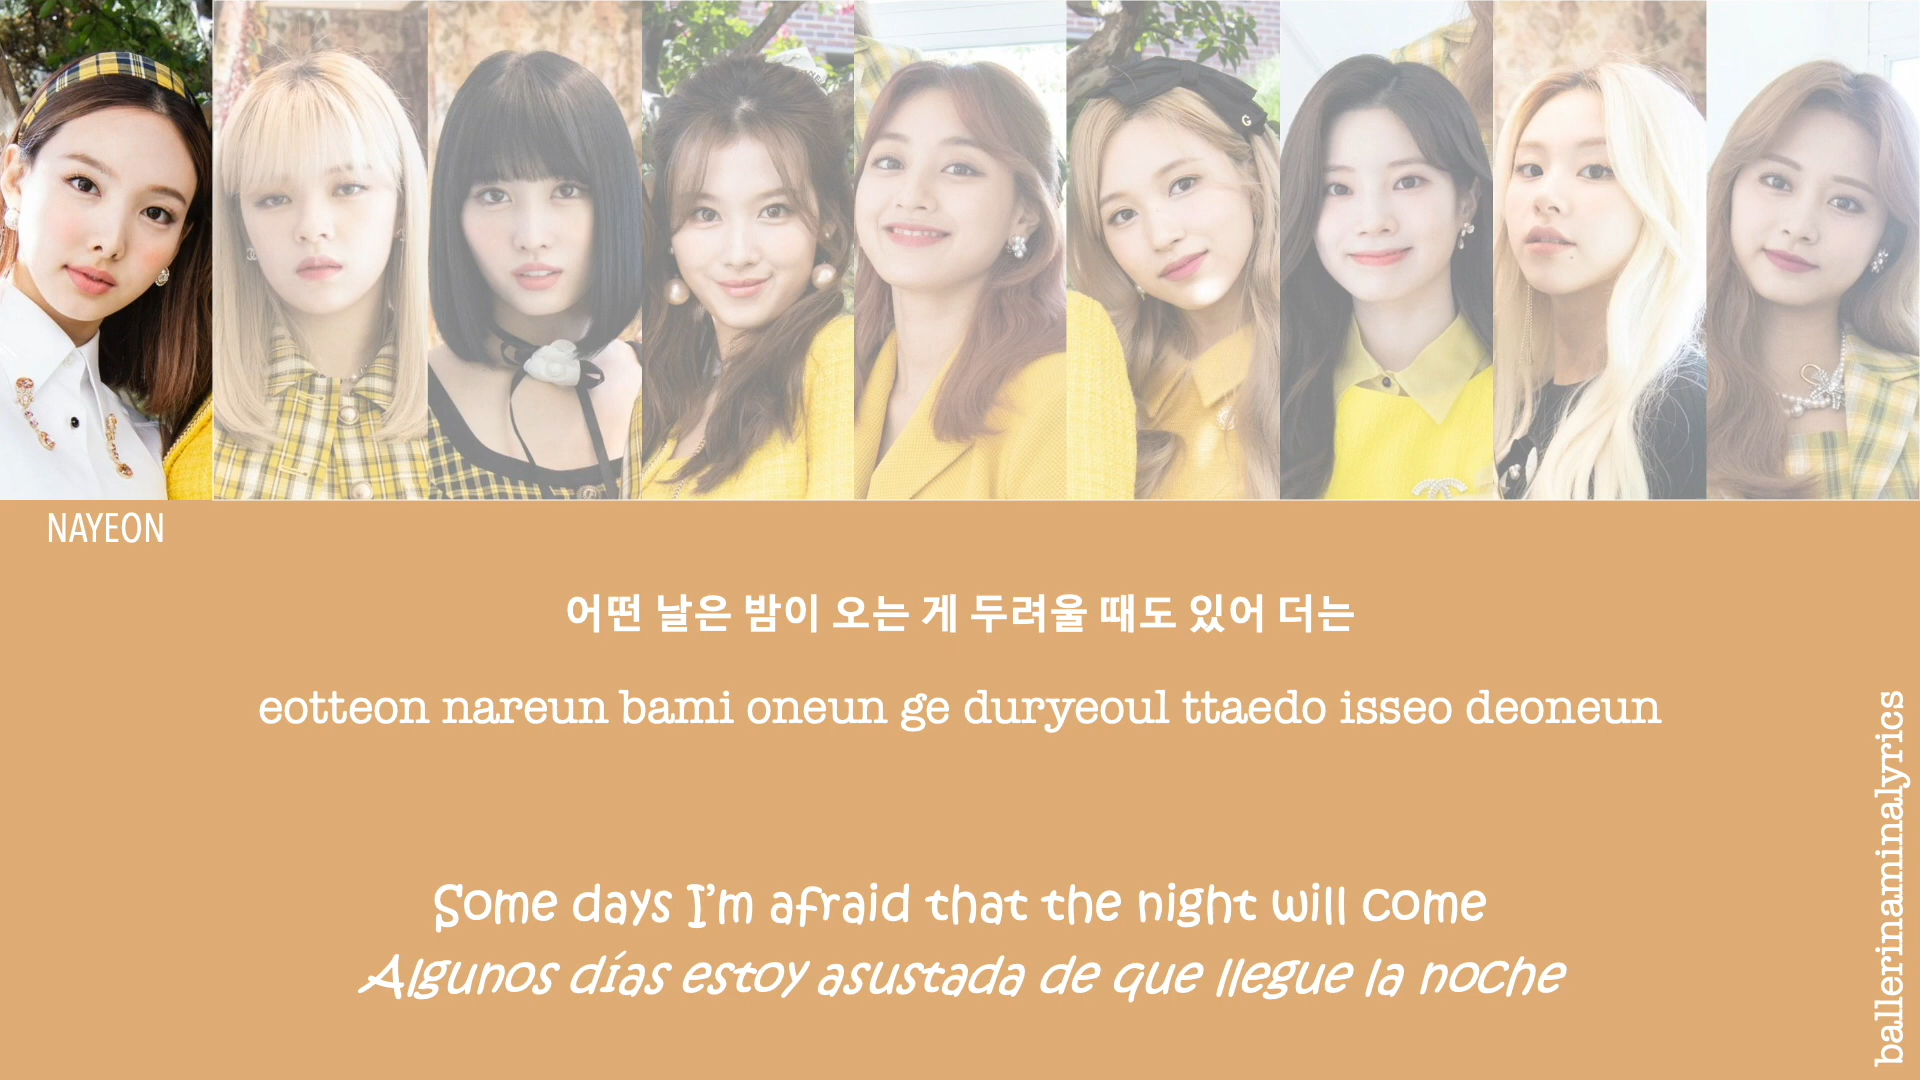 NAYEON
어떤 날은 밤이 오는 게 두려울 때도 있어 더는
eotteon nareun bami oneun ge duryeoul ttaedo isseo deoneun
Some days I'm afraid that the night will come
Algunos días estoy asustada de que llegue la noche
ballerinaminalyrics
G